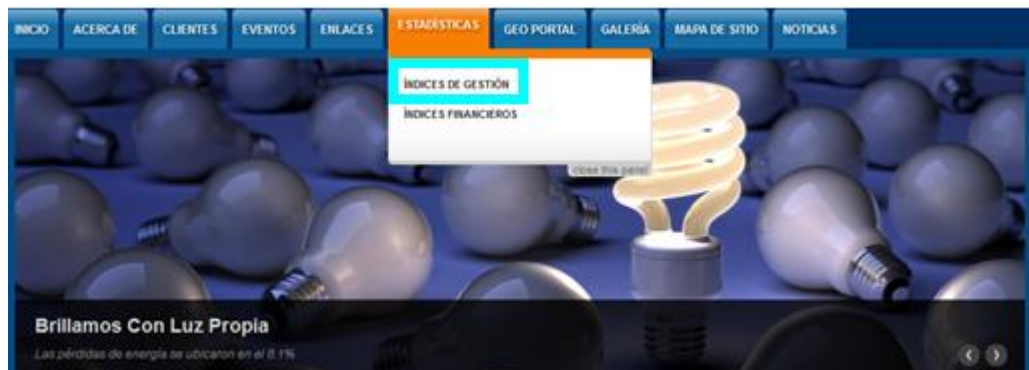 INICIO ACERCA DE CLIENTES EVENTOS ENLACES ESTADÍSTICAS GEO PORTAL GALERÍA MAPA DE SITIO NOTICIAS
ÍNDICES DE GESTIÓN
ÍNDICES FINANCIEROS
close this panel
Brillamos Con Luz Propia
Las pérdidas de energía se ubicaron en el 8.1%